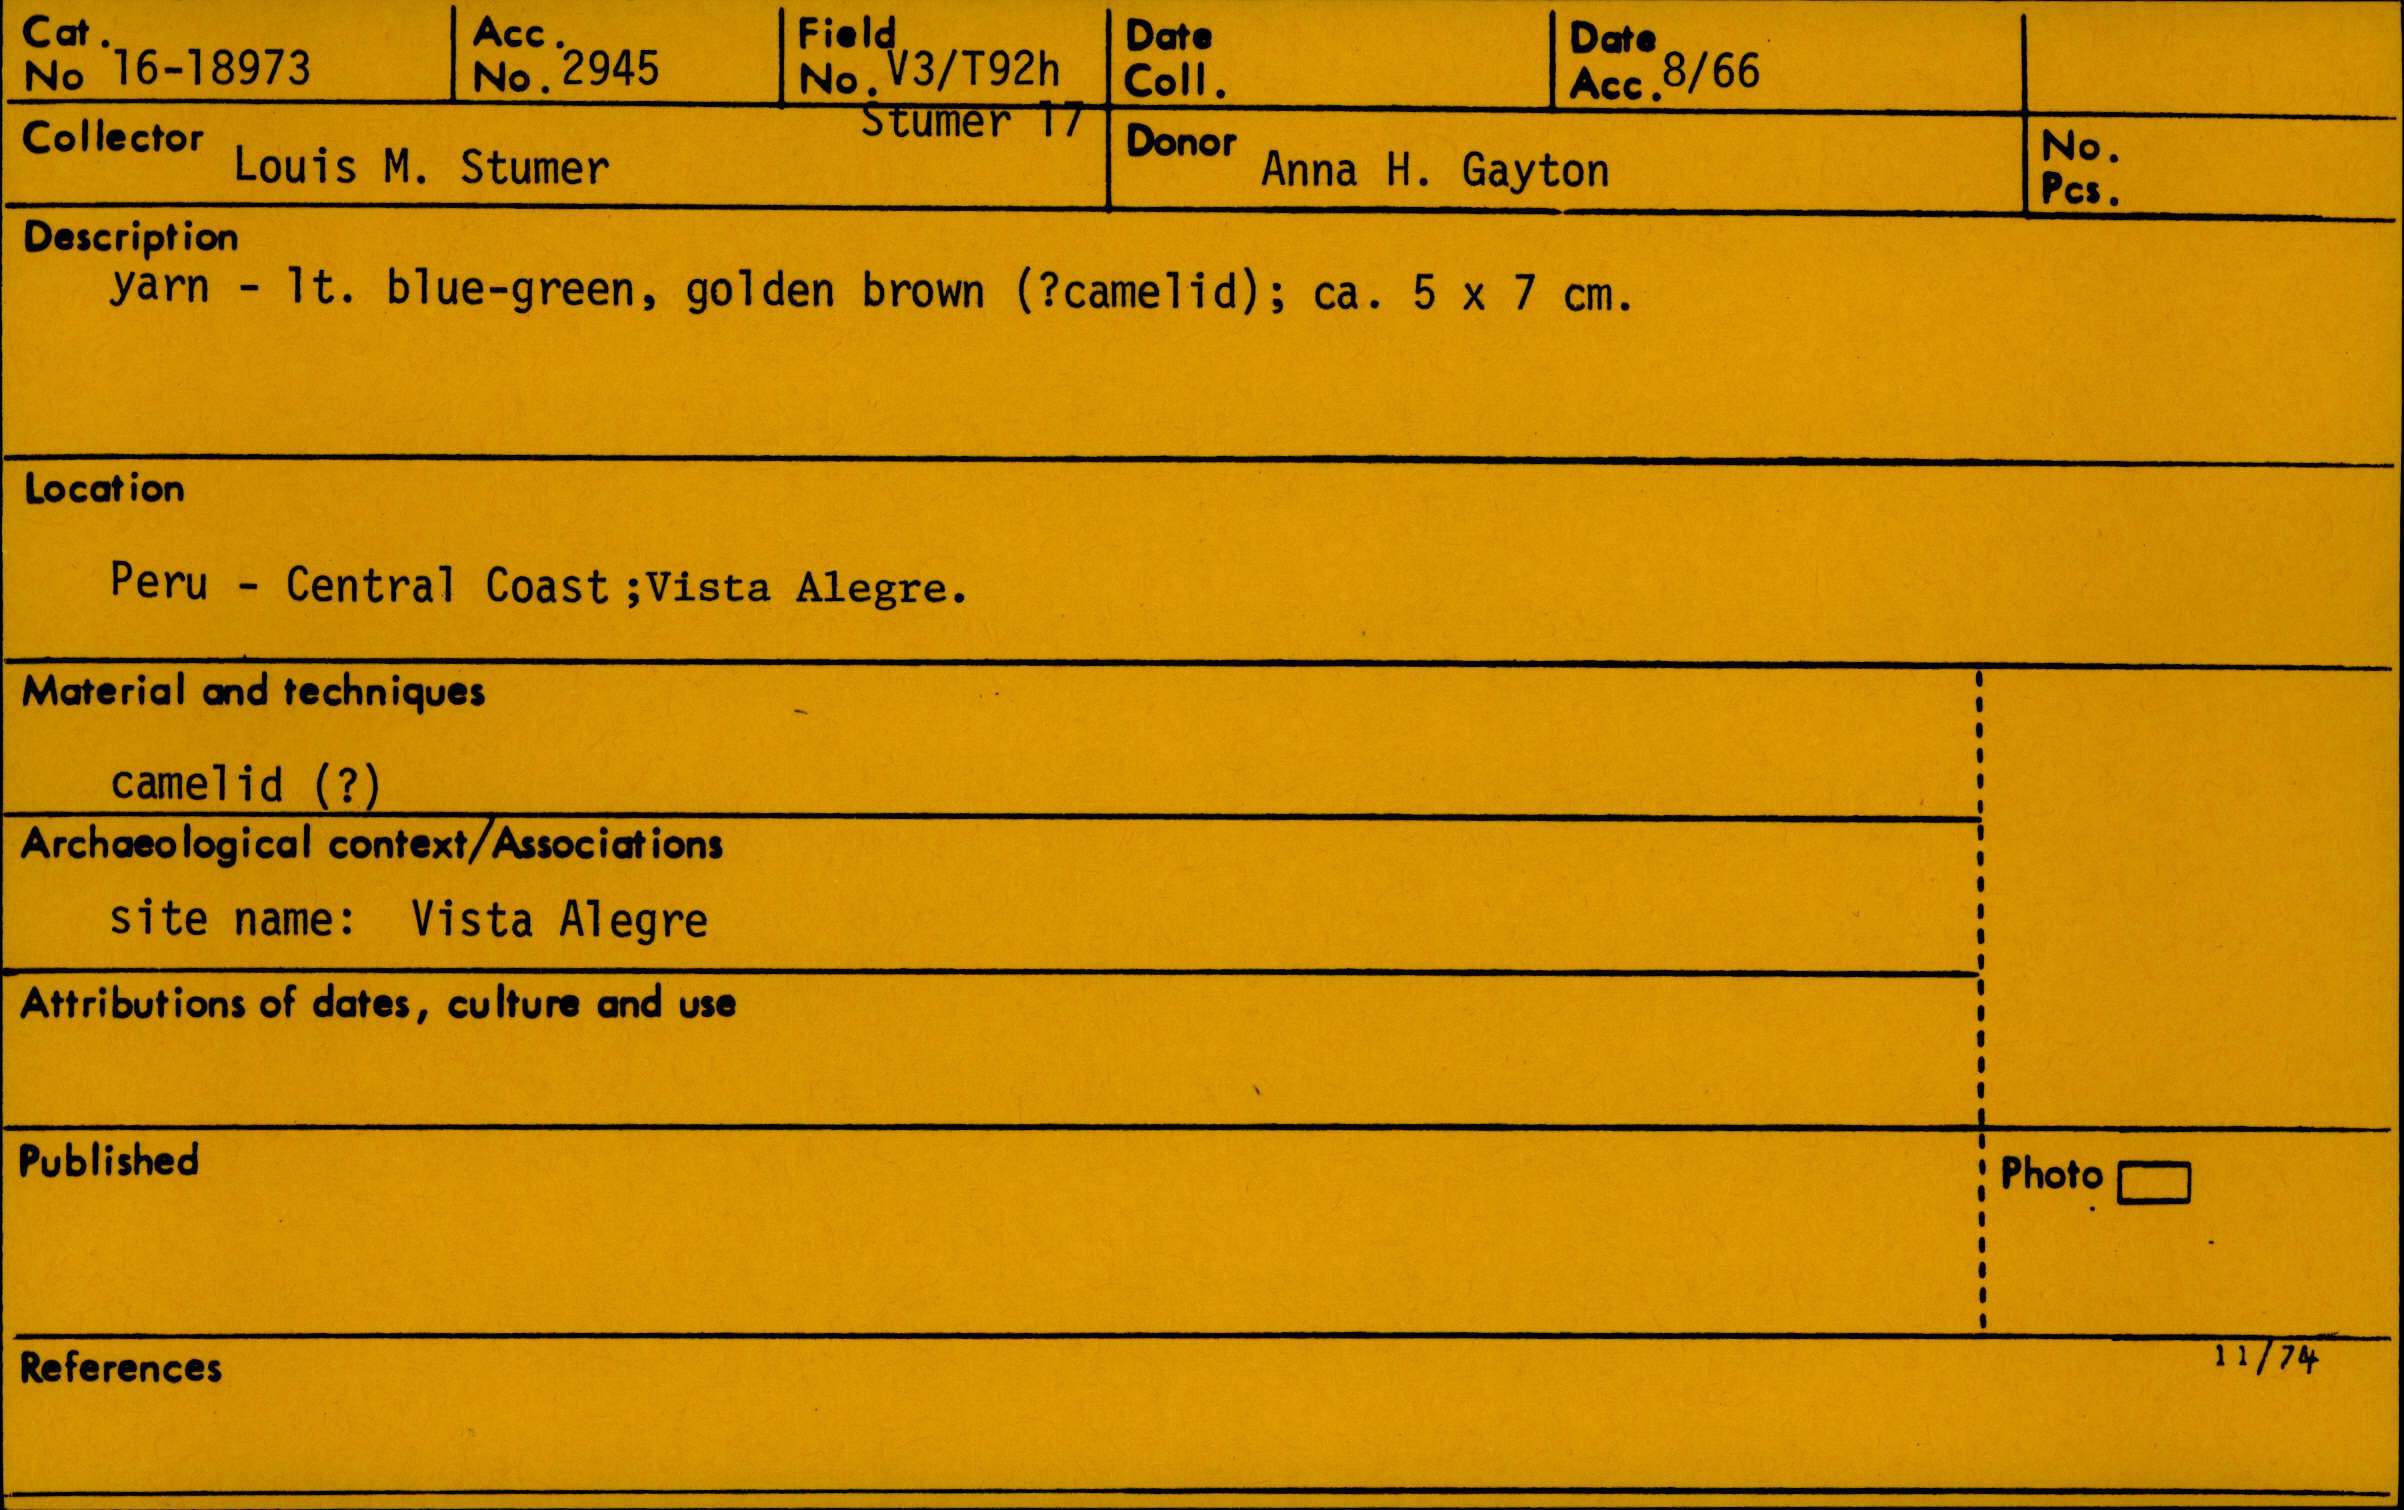 Cat. No 16-18973
Acc. No. 2945
Field No. V3/T92h
Stumer 17
Date Coll.
Date Acc. 8/66
Collector Louis M. Stumer
Donor Anna H. Gayton
No. Pcs.
Description
yarn - lt. blue-green, golden brown (?camelid); ca. 5 x 7 cm.
Location
Peru - Central Coast ;Vista Alegre.
Material and techniques
camelid (?)
Archaeological context/Associations
site name: Vista Alegre
Attributions of dates, culture and use
Published
Photo
References
11/74